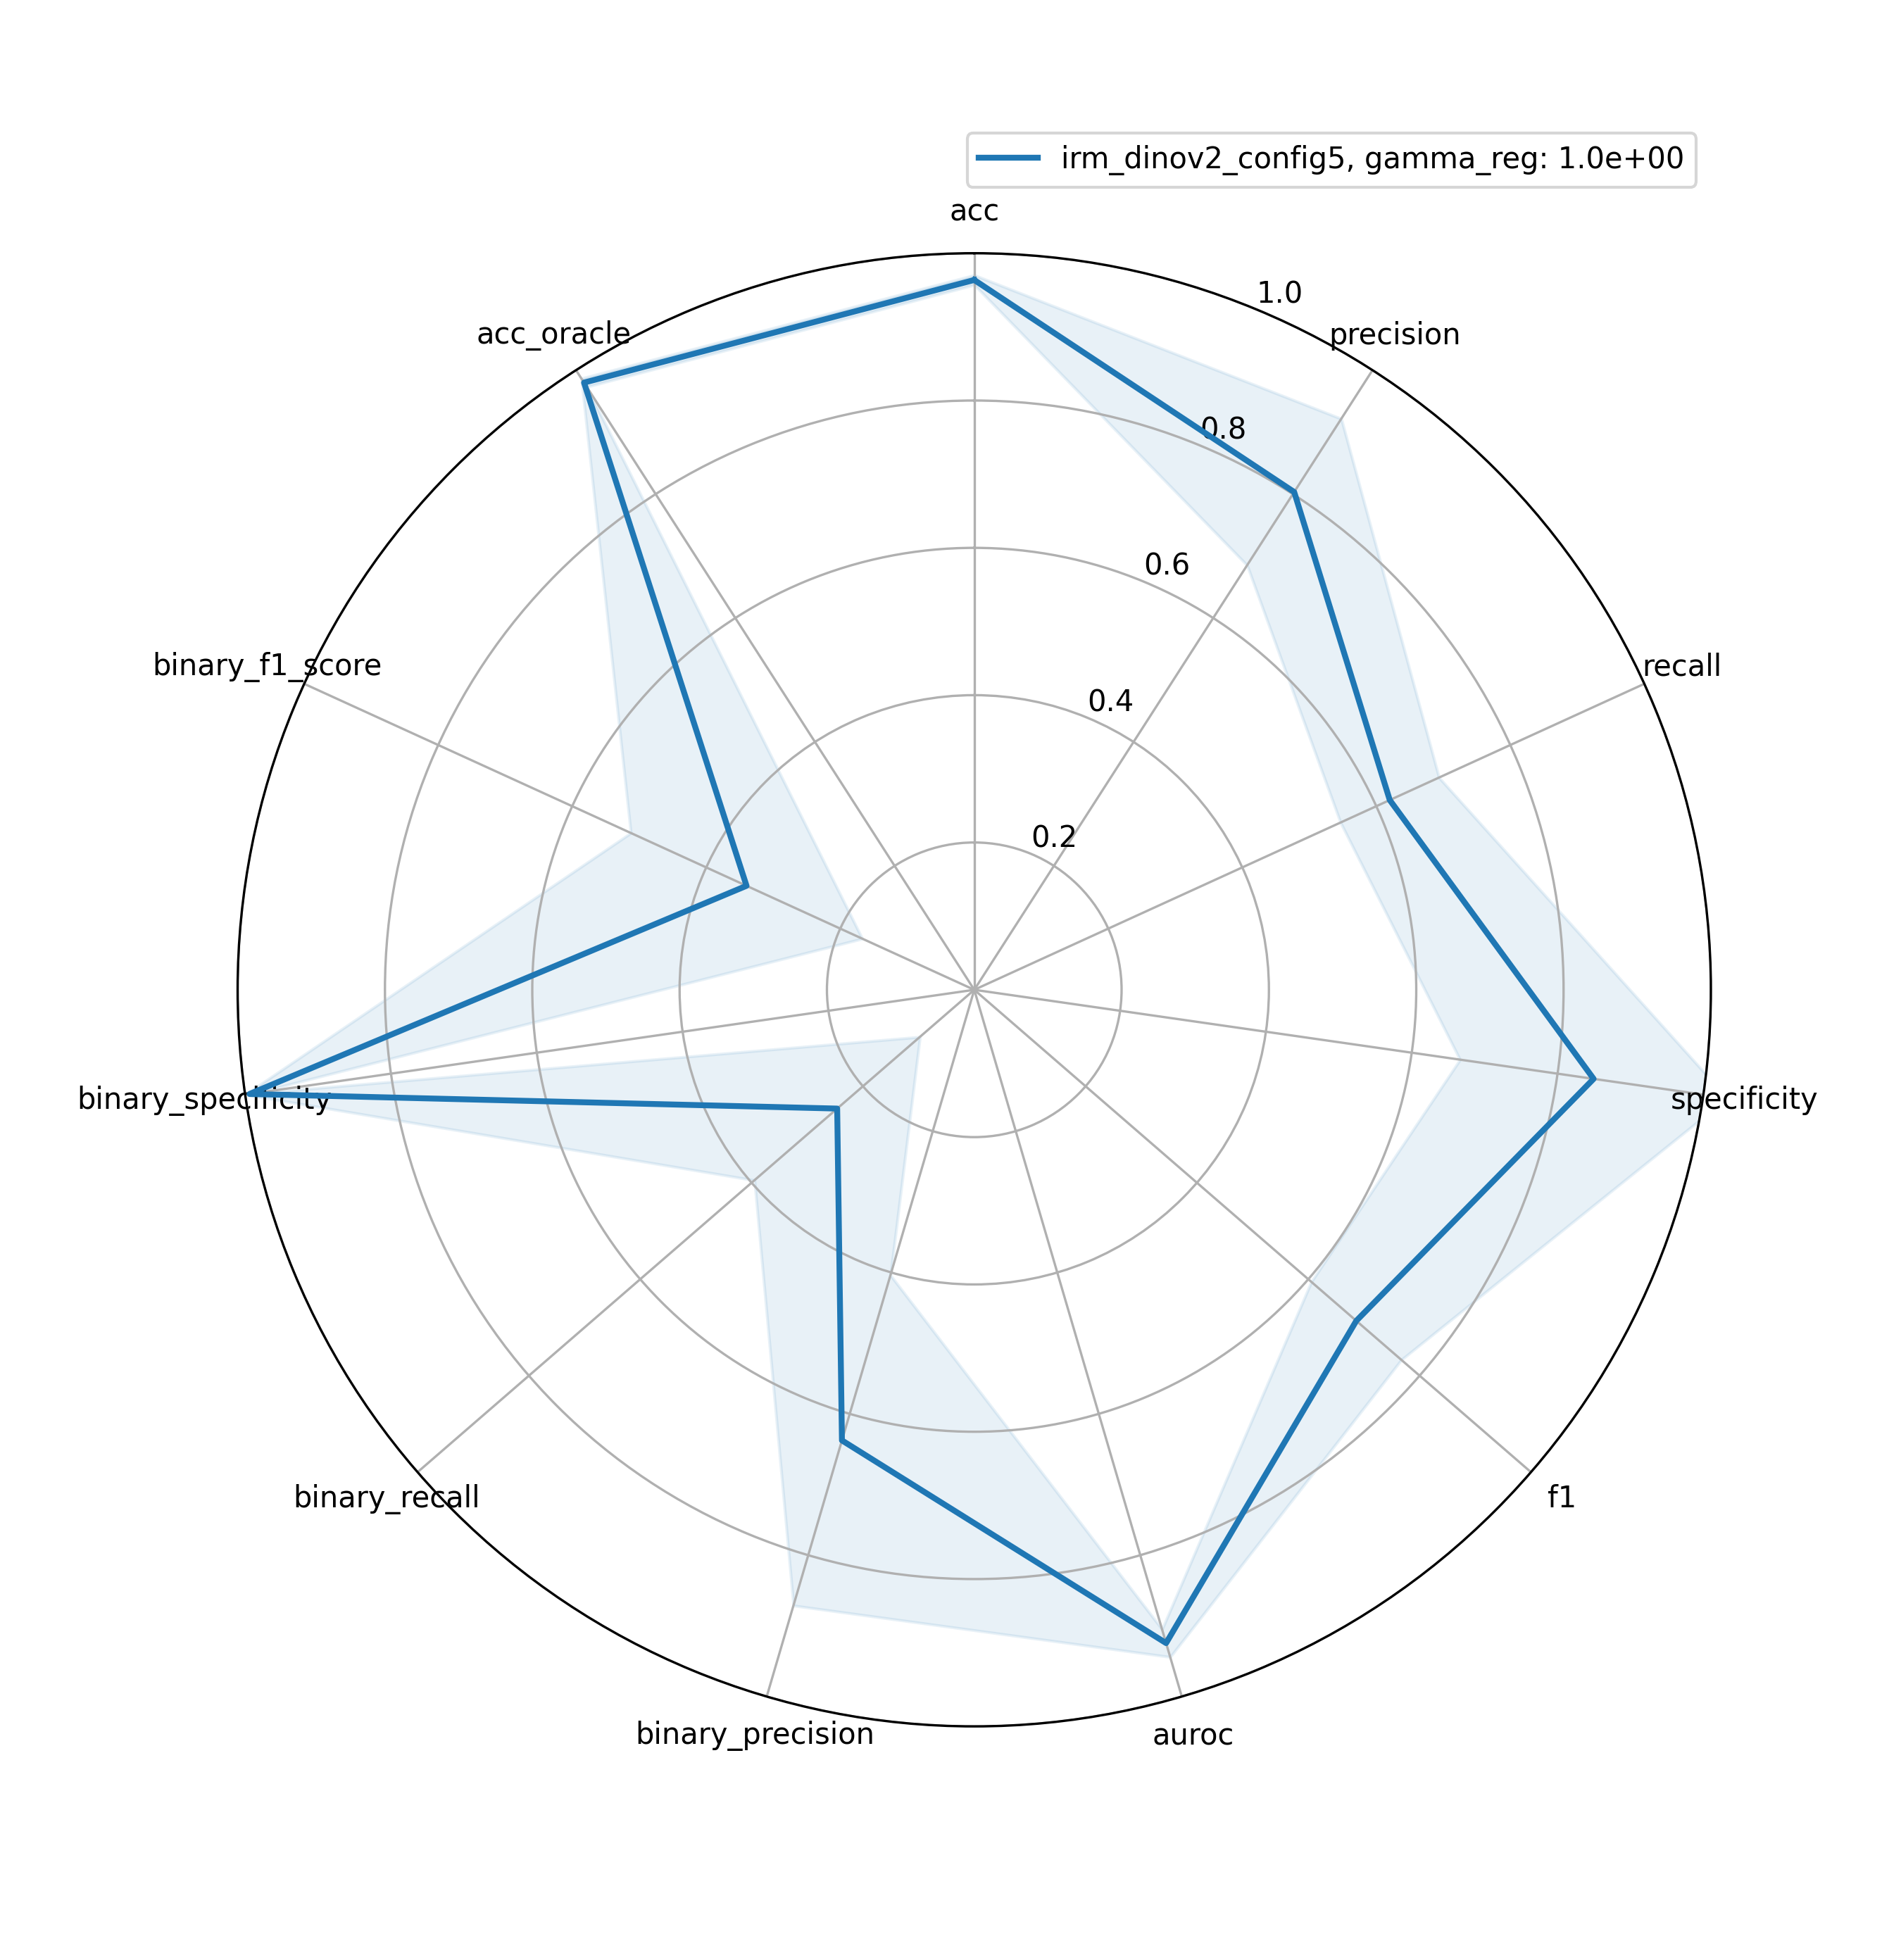 irm_dinov2_config5, gamma_reg: 1.0e+00
acc
1.0
acc_oracle
precision
0.8
0.6
binary_f1_score
recall
0.4
0.2
binary_specificity
specificity
binary_recall
f1
binary_precision
auroc